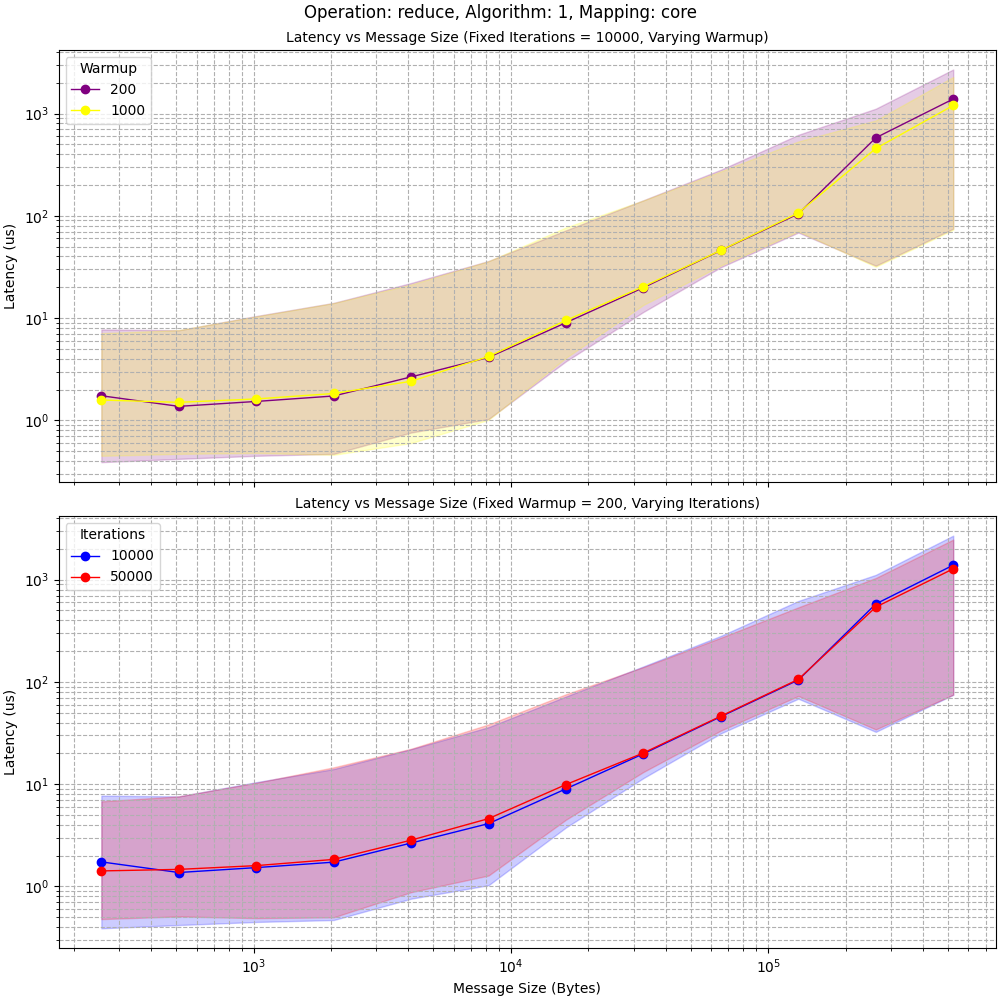 Operation: reduce, Algorithm: 1, Mapping: core
Latency vs Message Size (Fixed Iterations = 10000, Varying Warmup)
Warmup
200
1000
10³
10²
10¹
10⁰
Latency (us)
Latency vs Message Size (Fixed Warmup = 200, Varying Iterations)
Iterations
10000
50000
10³
10²
10¹
10⁰
Latency (us)
10³ 10⁴ 10⁵
Message Size (Bytes)